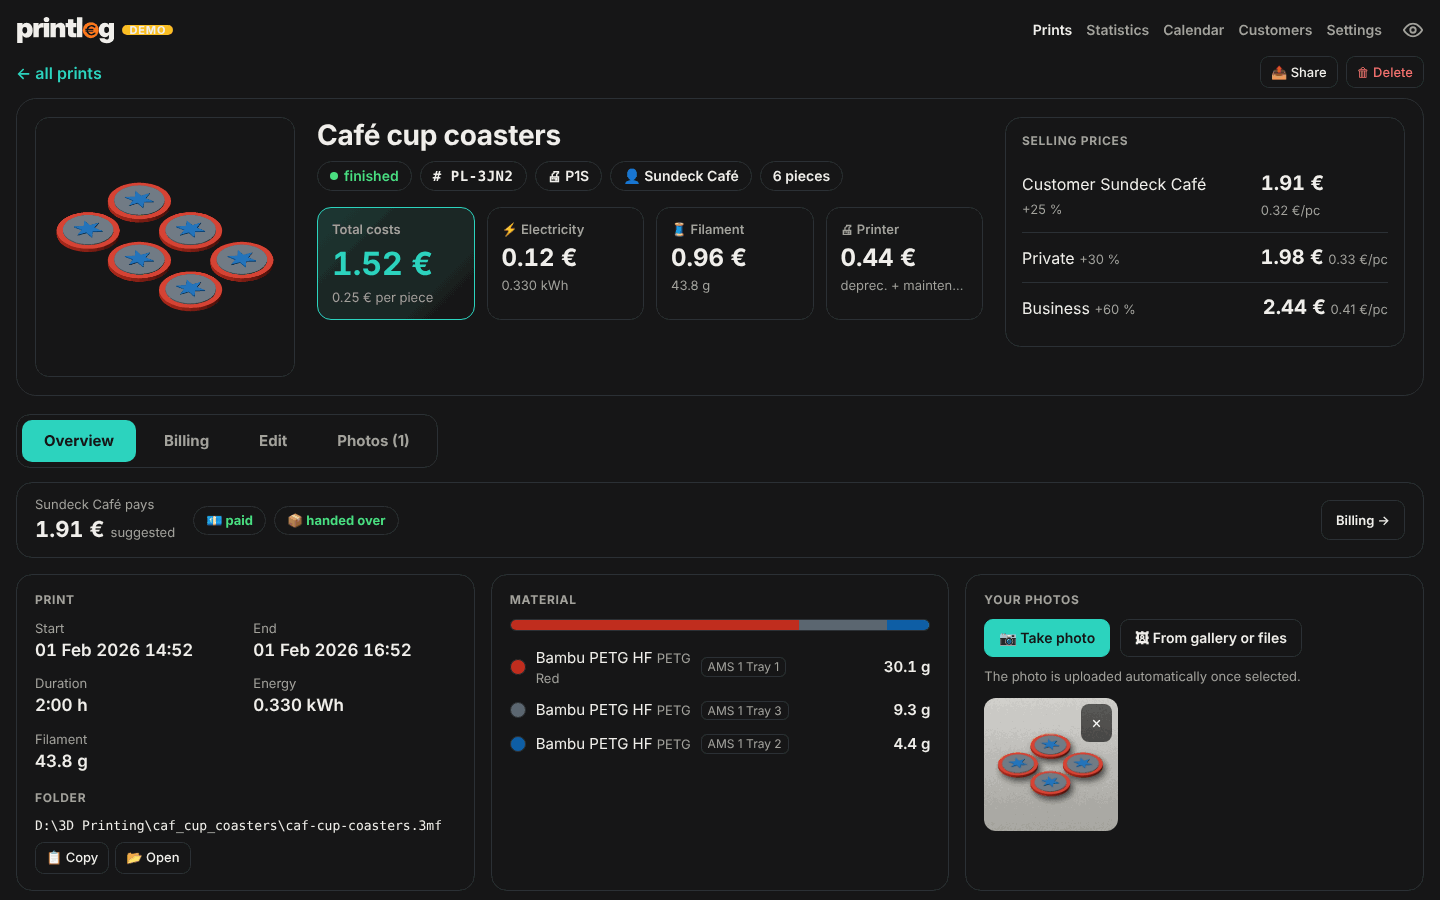 printlog DEMO
Prints Statistics Calendar Customers Settings
← all prints
📤 Share 🗑 Delete
Café cup coasters
finished # PL-3JN2 🖨 P1S 👤 Sundeck Café 6 pieces
Total costs
1.52 €
0.25 € per piece
⚡ Electricity
0.12 €
0.330 kWh
🧵 Filament
0.96 €
43.8 g
🖨 Printer
0.44 €
deprec. + mainten...
SELLING PRICES
Customer Sundeck Café 1.91 €
+25 % 0.32 €/pc
Private +30 % 1.98 € 0.33 €/pc
Business +60 % 2.44 € 0.41 €/pc
Overview Billing Edit Photos (1)
Sundeck Café pays
1.91 € suggested
💶 paid 📦 handed over
Billing →
PRINT
Start End
01 Feb 2026 14:52 01 Feb 2026 16:52
Duration Energy
2:00 h 0.330 kWh
Filament
43.8 g
FOLDER
D:\3D Printing\caf_cup_coasters\caf-cup-coasters.3mf
📋 Copy 📂 Open
MATERIAL
Bambu PETG HF PETG AMS 1 Tray 1 30.1 g
Red
Bambu PETG HF PETG AMS 1 Tray 3 9.3 g
Bambu PETG HF PETG AMS 1 Tray 2 4.4 g
YOUR PHOTOS
📷 Take photo 🖼 From gallery or files
The photo is uploaded automatically once selected.
×